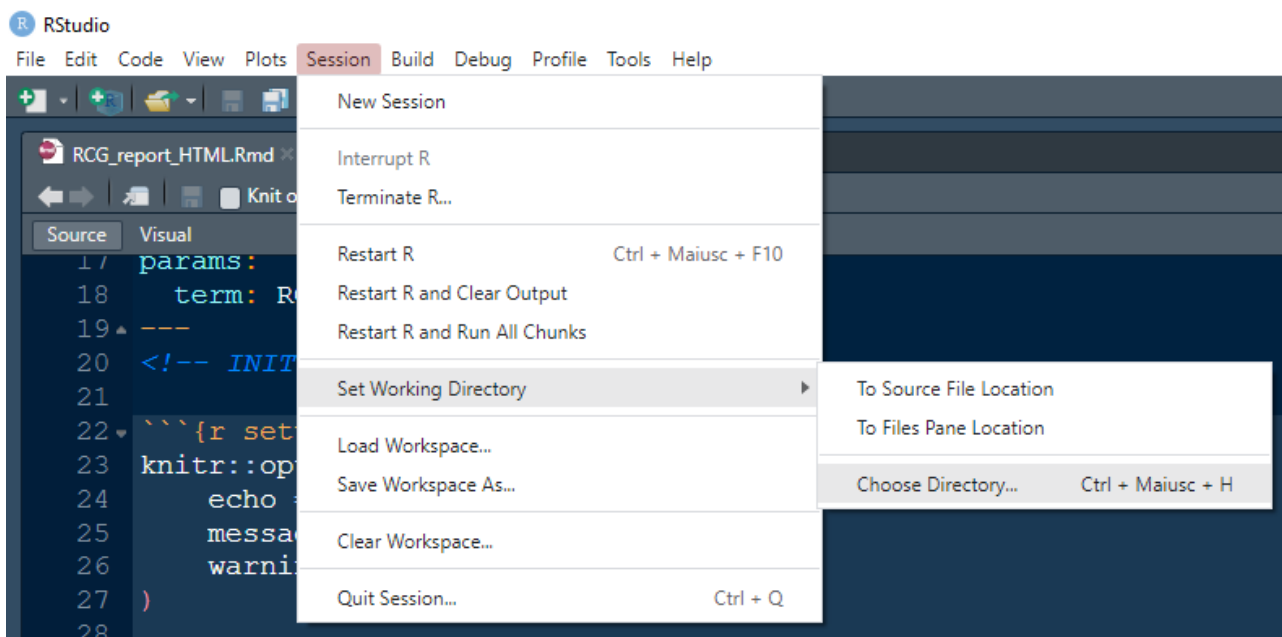 RStudio
File Edit Code View Plots Session Build Debug Profile Tools Help
New Session
RCG_report_HTML.Rmd
Interrupt R
Knit o
Terminate R...
Source Visual
Restart R Ctrl + Maiusc + F10
17 params:
18 term: R
Restart R and Clear Output
19 ---
Restart R and Run All Chunks
20 <!-- INIT
Set Working Directory
To Source File Location
21
To Files Pane Location
22 ```{r set
Load Workspace...
23 knitr::op
Save Workspace As...
Choose Directory... Ctrl + Maiusc + H
24 echo =
25 messa
Clear Workspace...
26 warni
27 )
Quit Session... Ctrl + Q
28